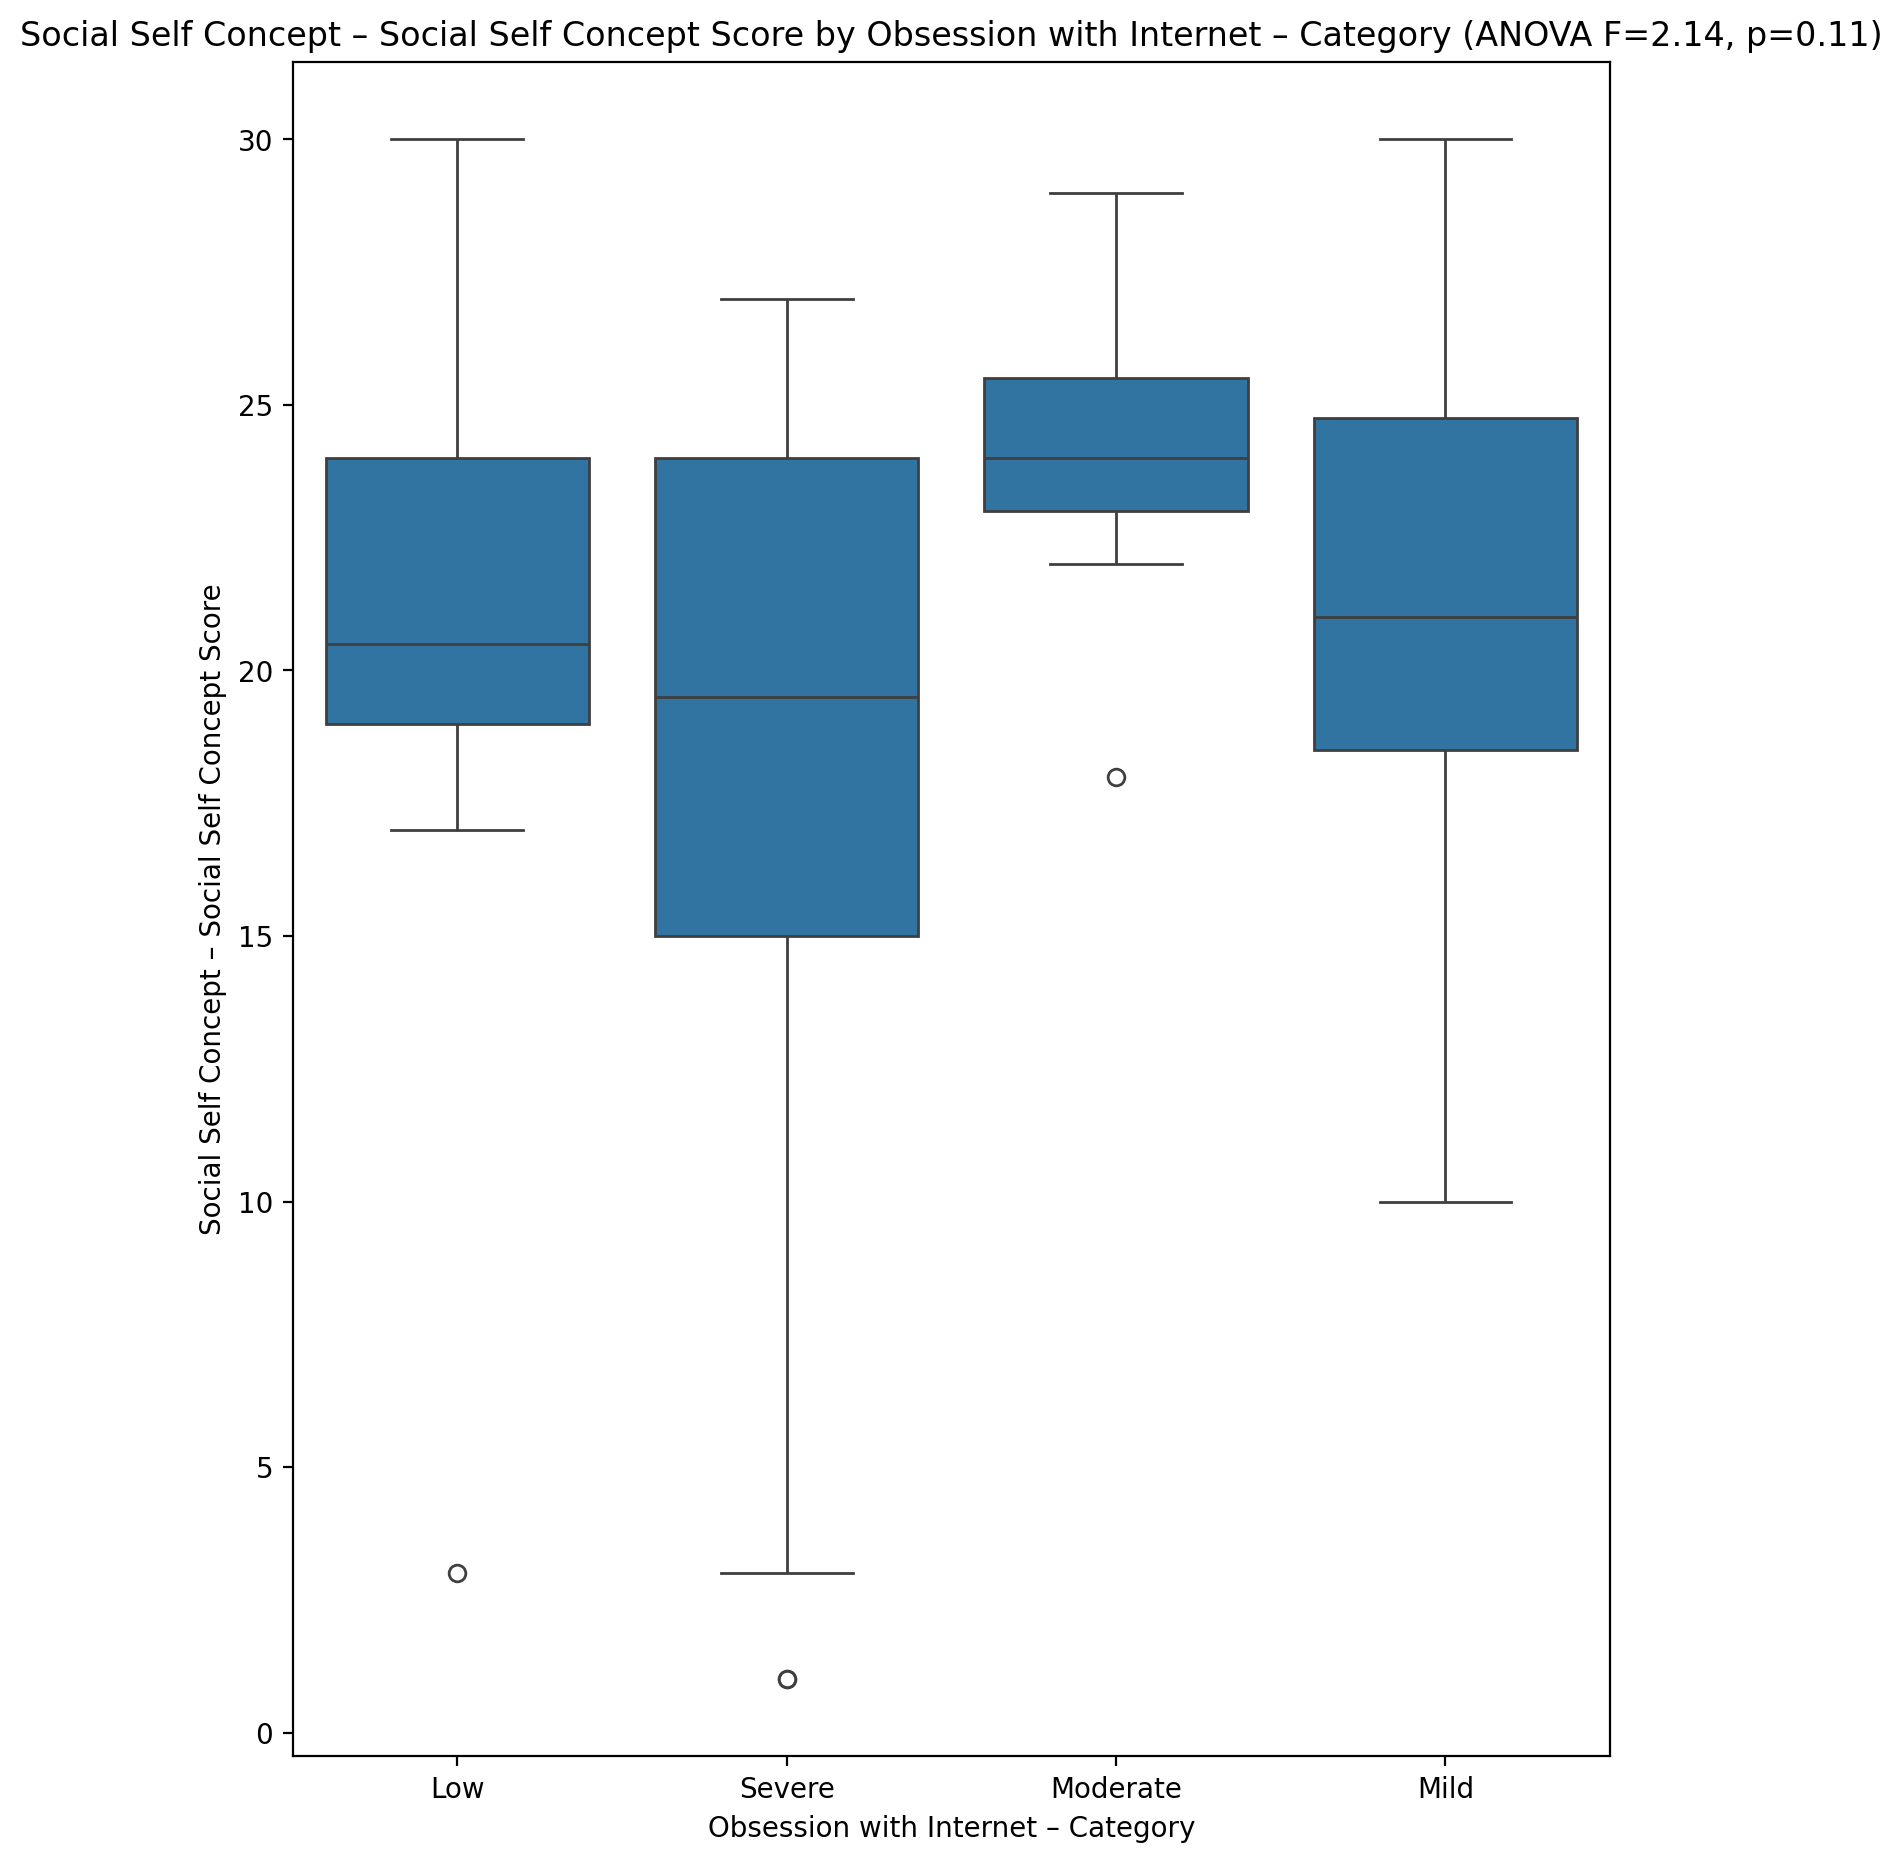 Social Self Concept – Social Self Concept Score by Obsession with Internet – Category (ANOVA F=2.14, p=0.11)
Social Self Concept – Social Self Concept Score
30
25
20
15
10
5
0
Low
Severe
Moderate
Mild
Obsession with Internet – Category